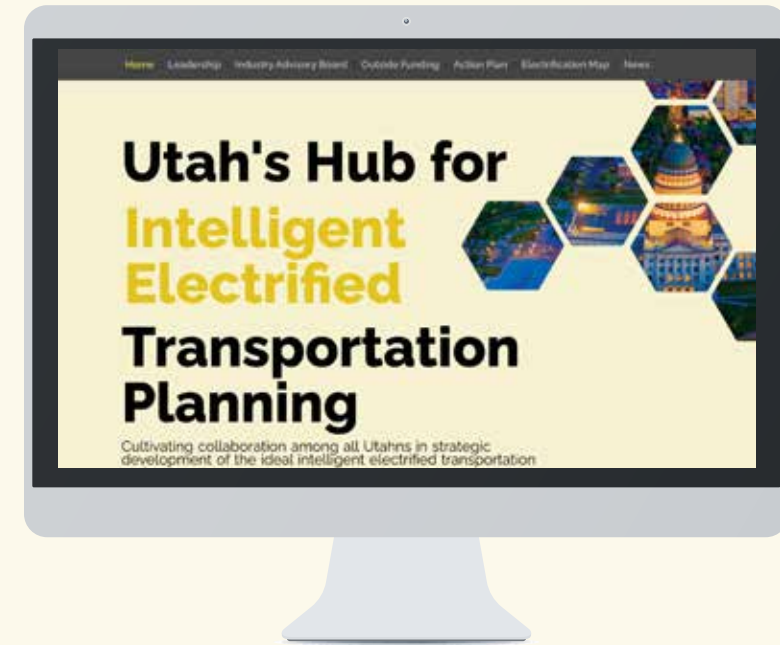 Home Leadership Industry Advisory Board Outside Funding Action Plan Electrification Map News
Utah's Hub for
Intelligent
Electrified
Transportation
Planning
Cultivating collaboration among all Utahns in strategic
development of the ideal intelligent electrified transportation